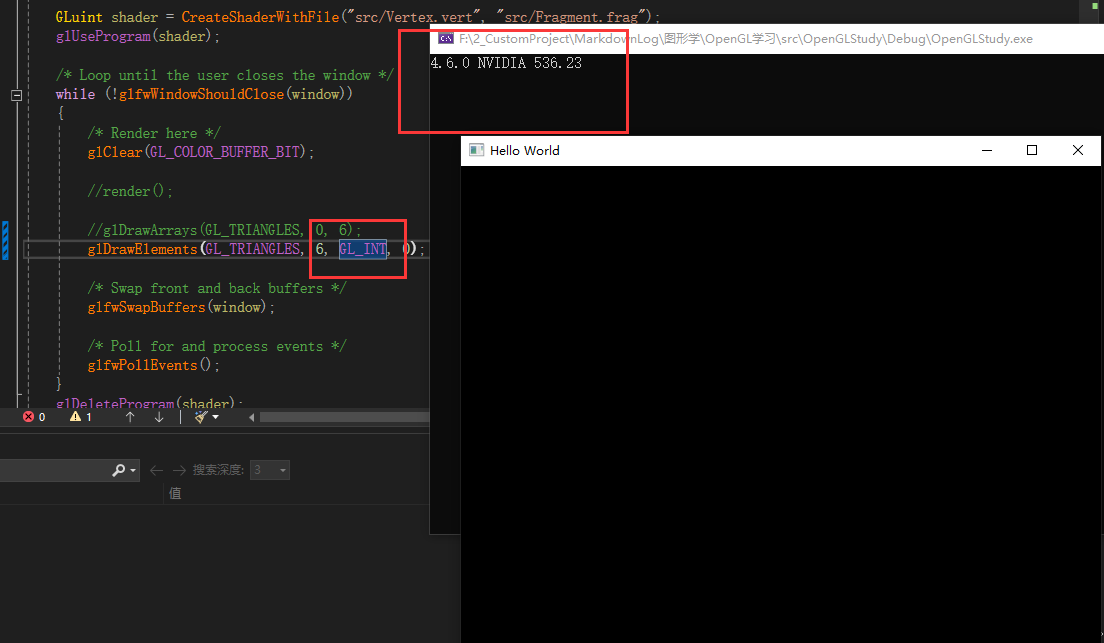 GLuint shader = CreateShaderWithFile("src/Vertex.vert", "src/Fragment.frag");
glUseProgram(shader);
/* Loop until the user closes the window */
while (!glfwWindowShouldClose(window))
{
/* Render here */
glClear(GL_COLOR_BUFFER_BIT);
//render();
//glDrawArrays(GL_TRIANGLES, 0, 6);
glDrawElements(GL_TRIANGLES, 6, GL_INT, 0);
/* Swap front and back buffers */
glfwSwapBuffers(window);
/* Poll for and process events */
glfwPollEvents();
}
glDeleteProgram(shader);
0 1
搜索深度: 3
值
F:\2_CustomProject\MarkdownLog\图形学\OpenGL学习\src\OpenGLStudy\Debug\OpenGLStudy.exe
4.6.0 NVIDIA 536.23
Hello World